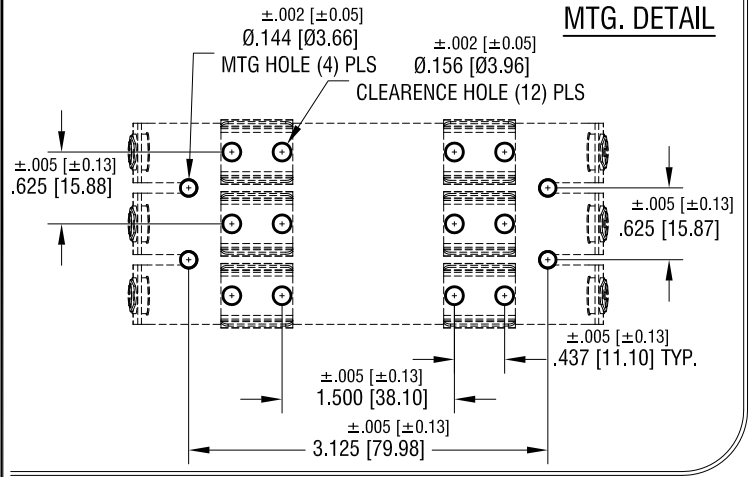 MTG. DETAIL
±.002 [±0.05]
Ø.144 [Ø3.66]
MTG HOLE (4) PLS
±.002 [±0.05]
Ø.156 [Ø3.96]
CLEARENCE HOLE (12) PLS
±.005 [±0.13]
.625 [15.88]
±.005 [±0.13]
.625 [15.87]
±.005 [±0.13]
.437 [11.10] TYP.
±.005 [±0.13]
1.500 [38.10]
±.005 [±0.13]
3.125 [79.98]